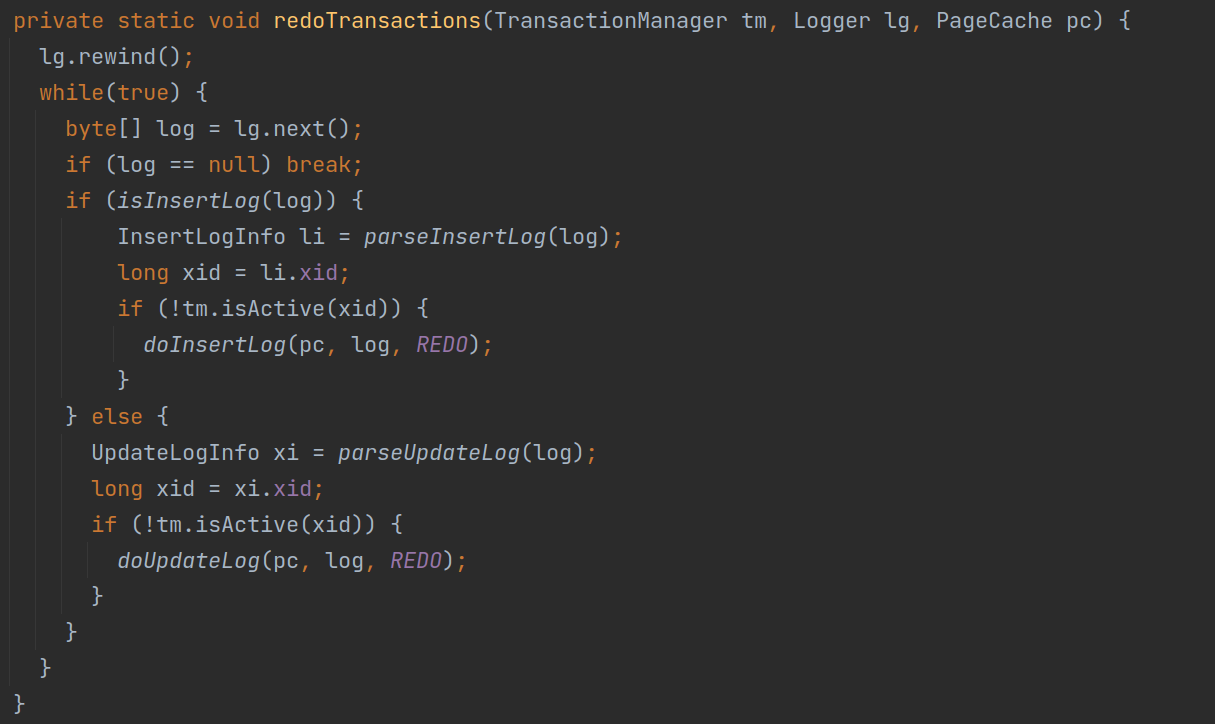 private static void redoTransactions(TransactionManager tm, Logger lg, PageCache pc) {
  lg.rewind();
  while(true) {
    byte[] log = lg.next();
    if (log == null) break;
    if (isInsertLog(log)) {
        InsertLogInfo li = parseInsertLog(log);
        long xid = li.xid;
        if (!tm.isActive(xid)) {
          doInsertLog(pc, log, REDO);
        }
    } else {
      UpdateLogInfo xi = parseUpdateLog(log);
      long xid = xi.xid;
      if (!tm.isActive(xid)) {
        doUpdateLog(pc, log, REDO);
      }
    }
  }
}